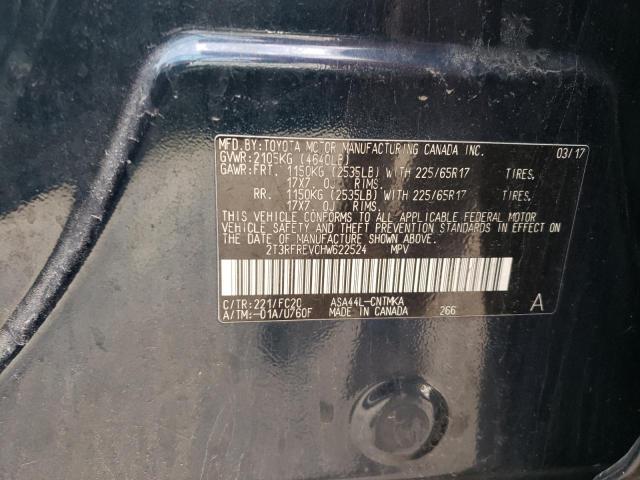 MFD.BY:TOYOTA MOTOR MANUFACTURING CANADA INC. 03/17
GVWR:2105KG (4640LB)
GAWR:FRT. 1150KG (2535LB) WITH 225/65R17 TIRES,
17X7 0J RIMS,
RR. 1150KG (2535LB) WITH 225/65R17 TIRES,
17X7 0J RIMS,
THIS VEHICLE CONFORMS TO ALL APPLICABLE FEDERAL MOTOR
VEHICLE SAFETY AND THEFT PREVENTION STANDARDS IN EFFECT ON
THE DATE OF MANUFACTURE SHOWN ABOVE.
2T3RFREVCHW622524 MPV
C/TR:221/FC20 ASA44L-CNTMKA A
A/TM:-01A/U760F MADE IN CANADA 266